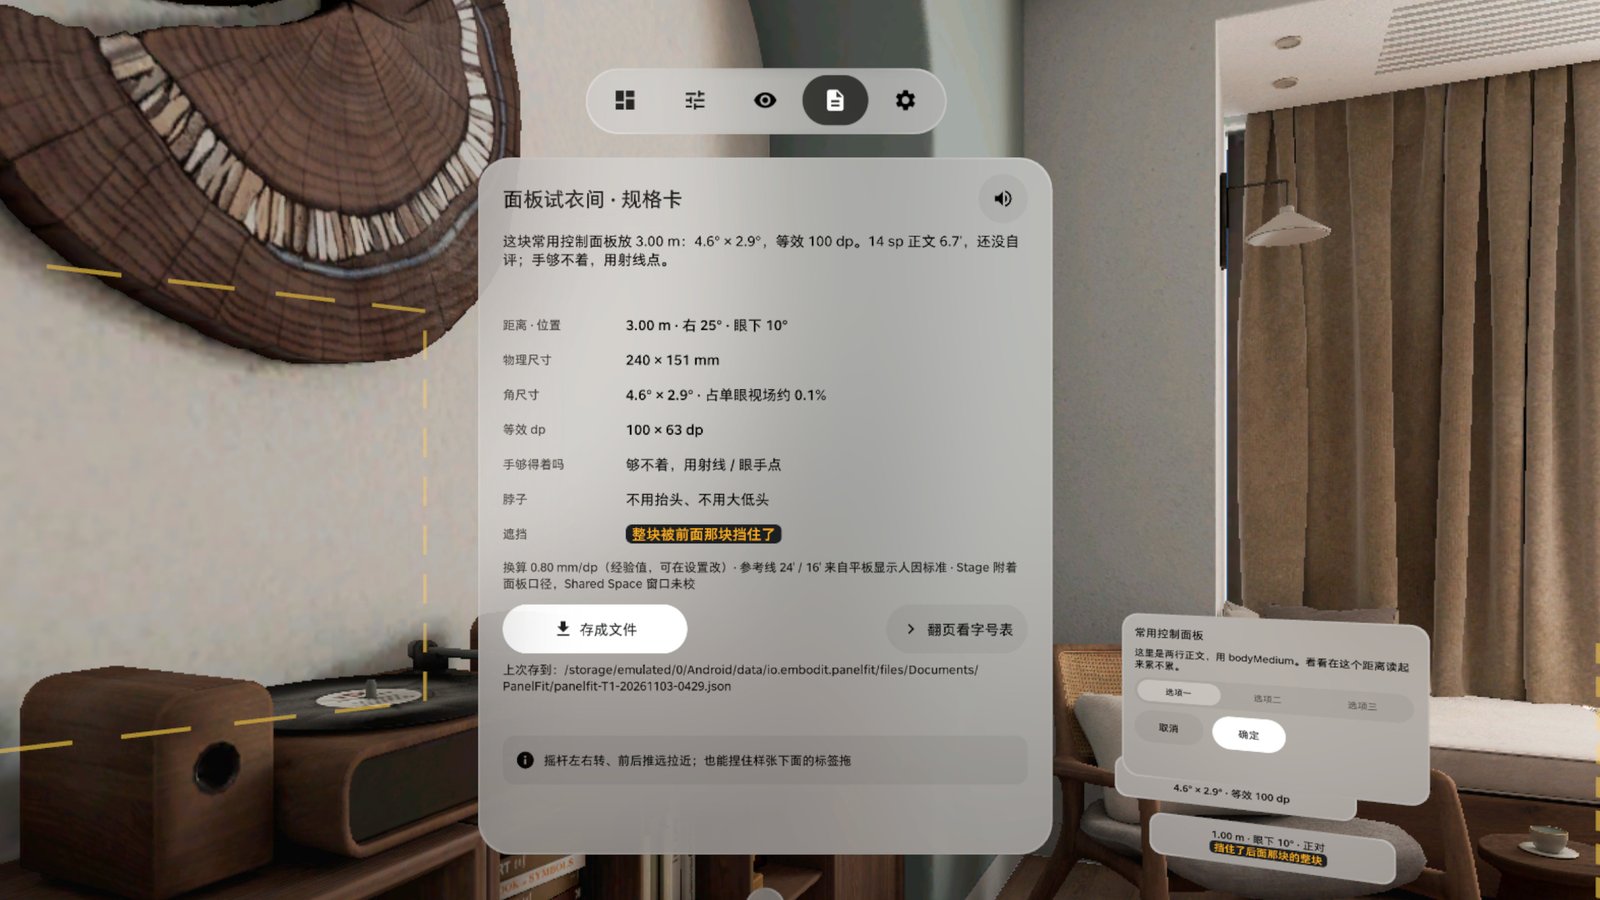 面板试衣间 · 规格卡
这块常用控制面板放 3.00 m：4.6° × 2.9°，等效 100 dp。14 sp 正文 6.7′，还没自
评；手够不着，用射线点。
距离 · 位置 3.00 m · 右 25° · 眼下 10°
物理尺寸 240 × 151 mm
角尺寸 4.6° × 2.9° · 占单眼视场约 0.1%
等效 dp 100 × 63 dp
手够得着吗 够不着，用射线 / 眼手点
脖子 不用抬头、不用大低头
遮挡 整块被前面那块挡住了
换算 0.80 mm/dp（经验值，可在设置改）· 参考线 24′ / 16′ 来自平板显示人因标准 · Stage 附着
面板口径，Shared Space 窗口未校
存成文件 翻页看字号表
上次存到：/storage/emulated/0/Android/data/io.embodit.panelfit/files/Documents/
PanelFit/panelfit-T1-20261103-0429.json
摇杆左右转、前后推远拉近；也能捏住样张下面的标签拖
常用控制面板
这里是两行正文，用 bodyMedium。看看在这个距离读起
来累不累。
选项一 选项二 选项三
取消 确定
4.6° × 2.9° · 等效 100 dp
1.00 m · 眼下 10° · 正对
挡住了后面那块的整块
SYMBOLS